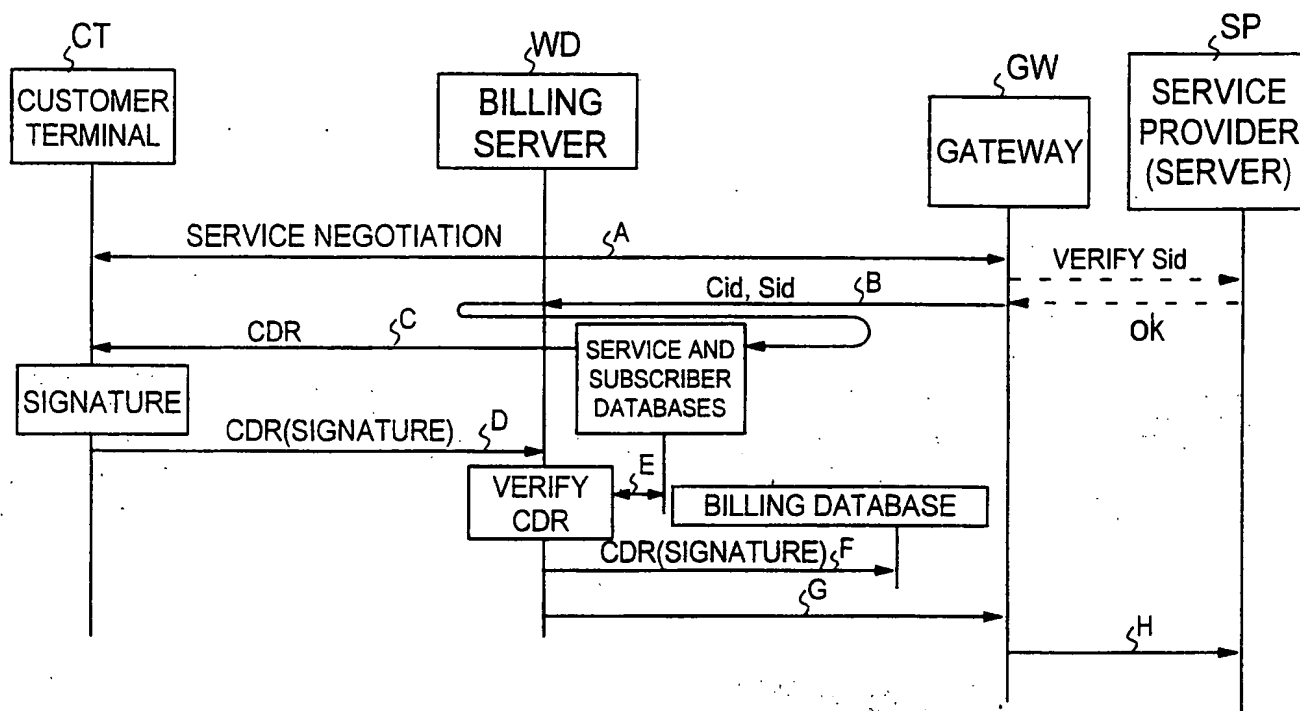 CT
WD
GW
SP
CUSTOMER
TERMINAL
BILLING
SERVER
GATEWAY
SERVICE
PROVIDER
(SERVER)
SERVICE NEGOTIATION
A
VERIFY Sid
Cid, Sid
B
ok
CDR
C
SERVICE AND
SUBSCRIBER
DATABASES
SIGNATURE
CDR(SIGNATURE)
D
VERIFY
CDR
E
BILLING DATABASE
CDR(SIGNATURE)
F
G
H